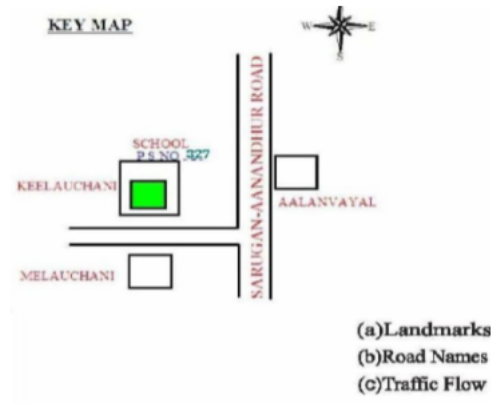 KEY MAP
W E
S
SCHOOL
P S NO 327
KEELAUCHANI
SARUGAN-AANANDHUR ROAD
AALANVAYAL
MELAUCHANI
(a)Landmarks
(b)Road Names
(c)Traffic Flow